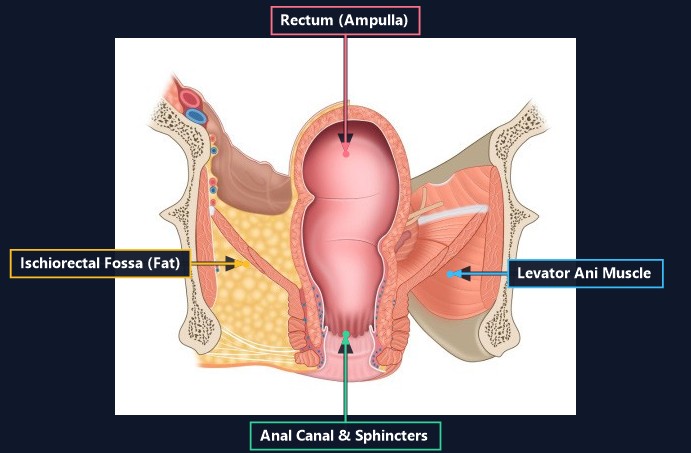 Rectum (Ampulla)
Ischiorectal Fossa (Fat)
Levator Ani Muscle
Anal Canal & Sphincters